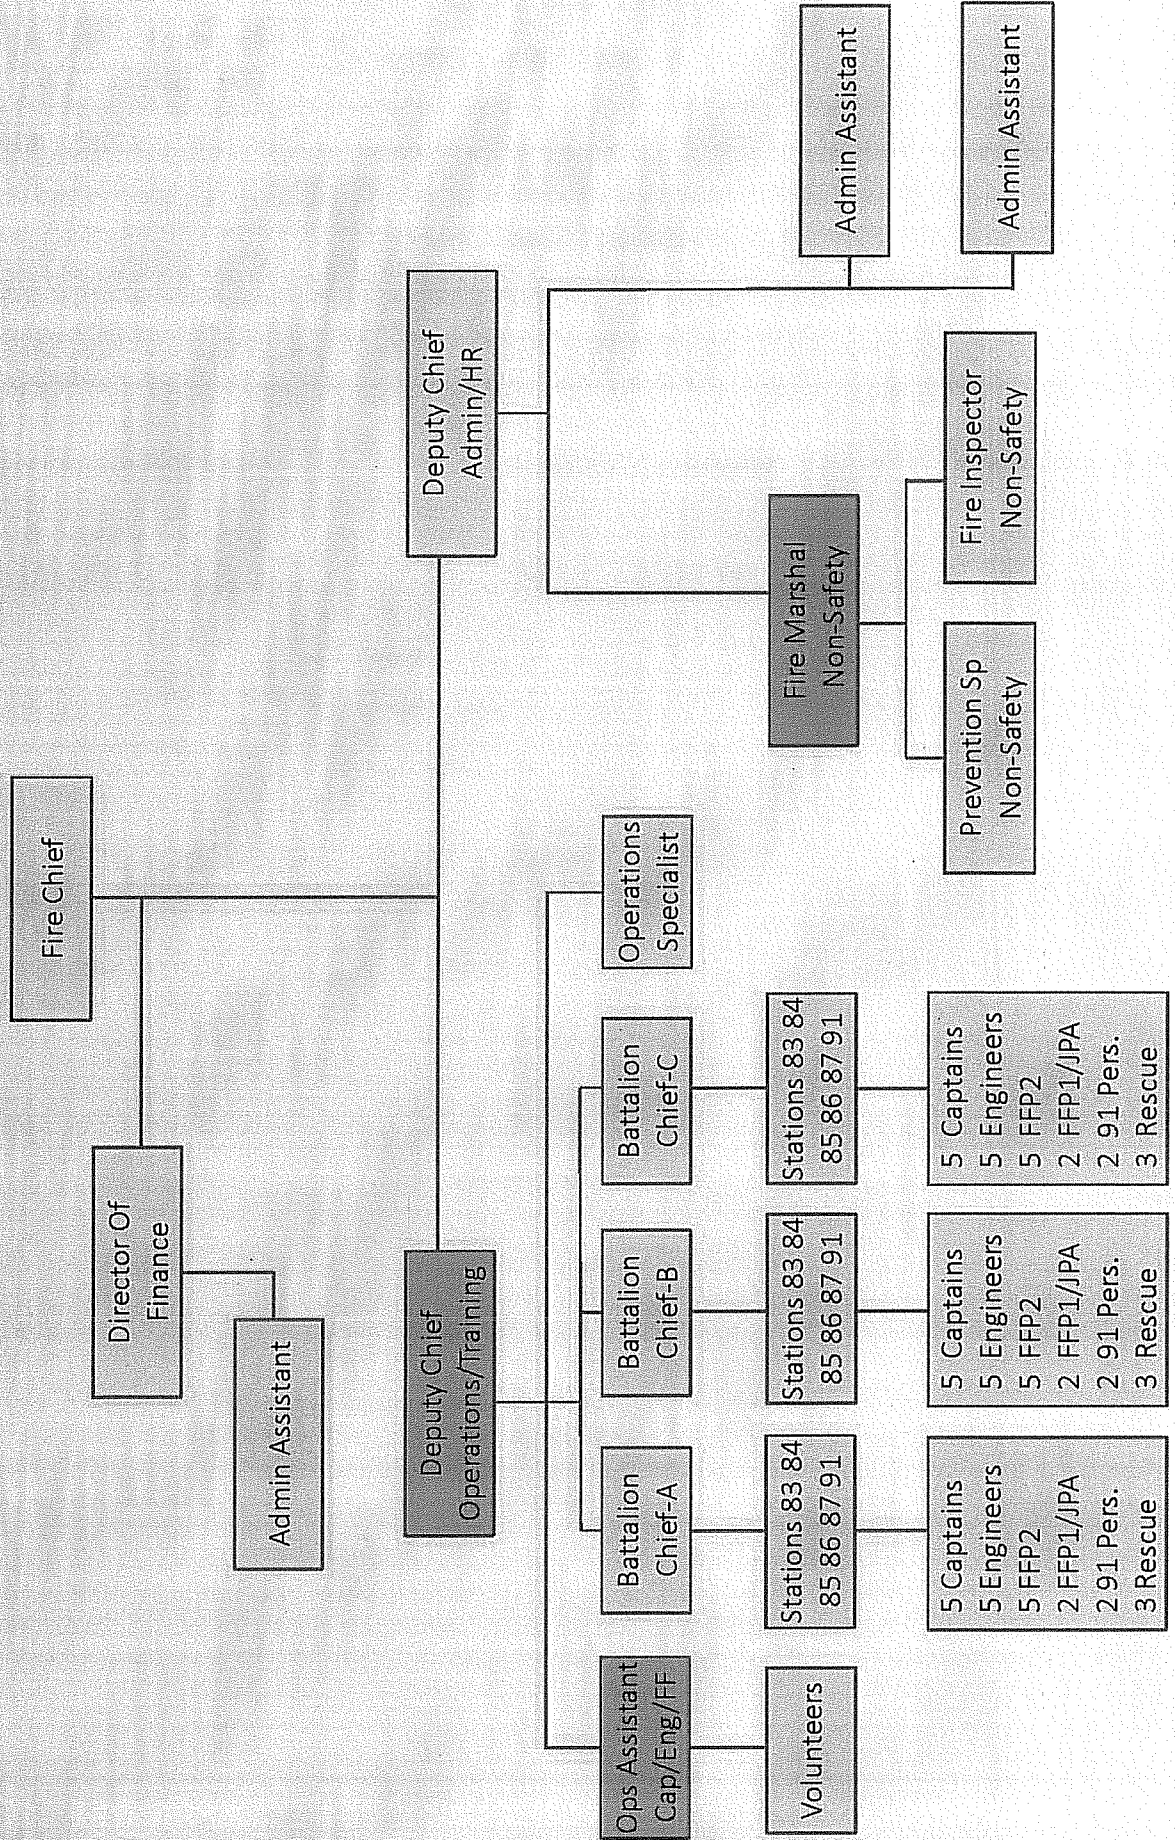 Fire Chief
Director Of
Finance
Admin Assistant
Deputy Chief
Operations/Training
Deputy Chief
Admin/HR
Ops Assistant
Cap/Eng/FF
Volunteers
Battalion
Chief-A
Stations 83 84
85 86 87 91
5 Captains
5 Engineers
5 FFP2
2 FFP1/JPA
2 91 Pers.
3 Rescue
Battalion
Chief-B
Stations 83 84
85 86 87 91
5 Captains
5 Engineers
5 FFP2
2 FFP1/JPA
2 91 Pers.
3 Rescue
Battalion
Chief-C
Stations 83 84
85 86 87 91
5 Captains
5 Engineers
5 FFP2
2 FFP1/JPA
2 91 Pers.
3 Rescue
Operations
Specialist
Fire Marshal
Non-Safety
Prevention Sp
Non-Safety
Fire Inspector
Non-Safety
Admin Assistant
Admin Assistant